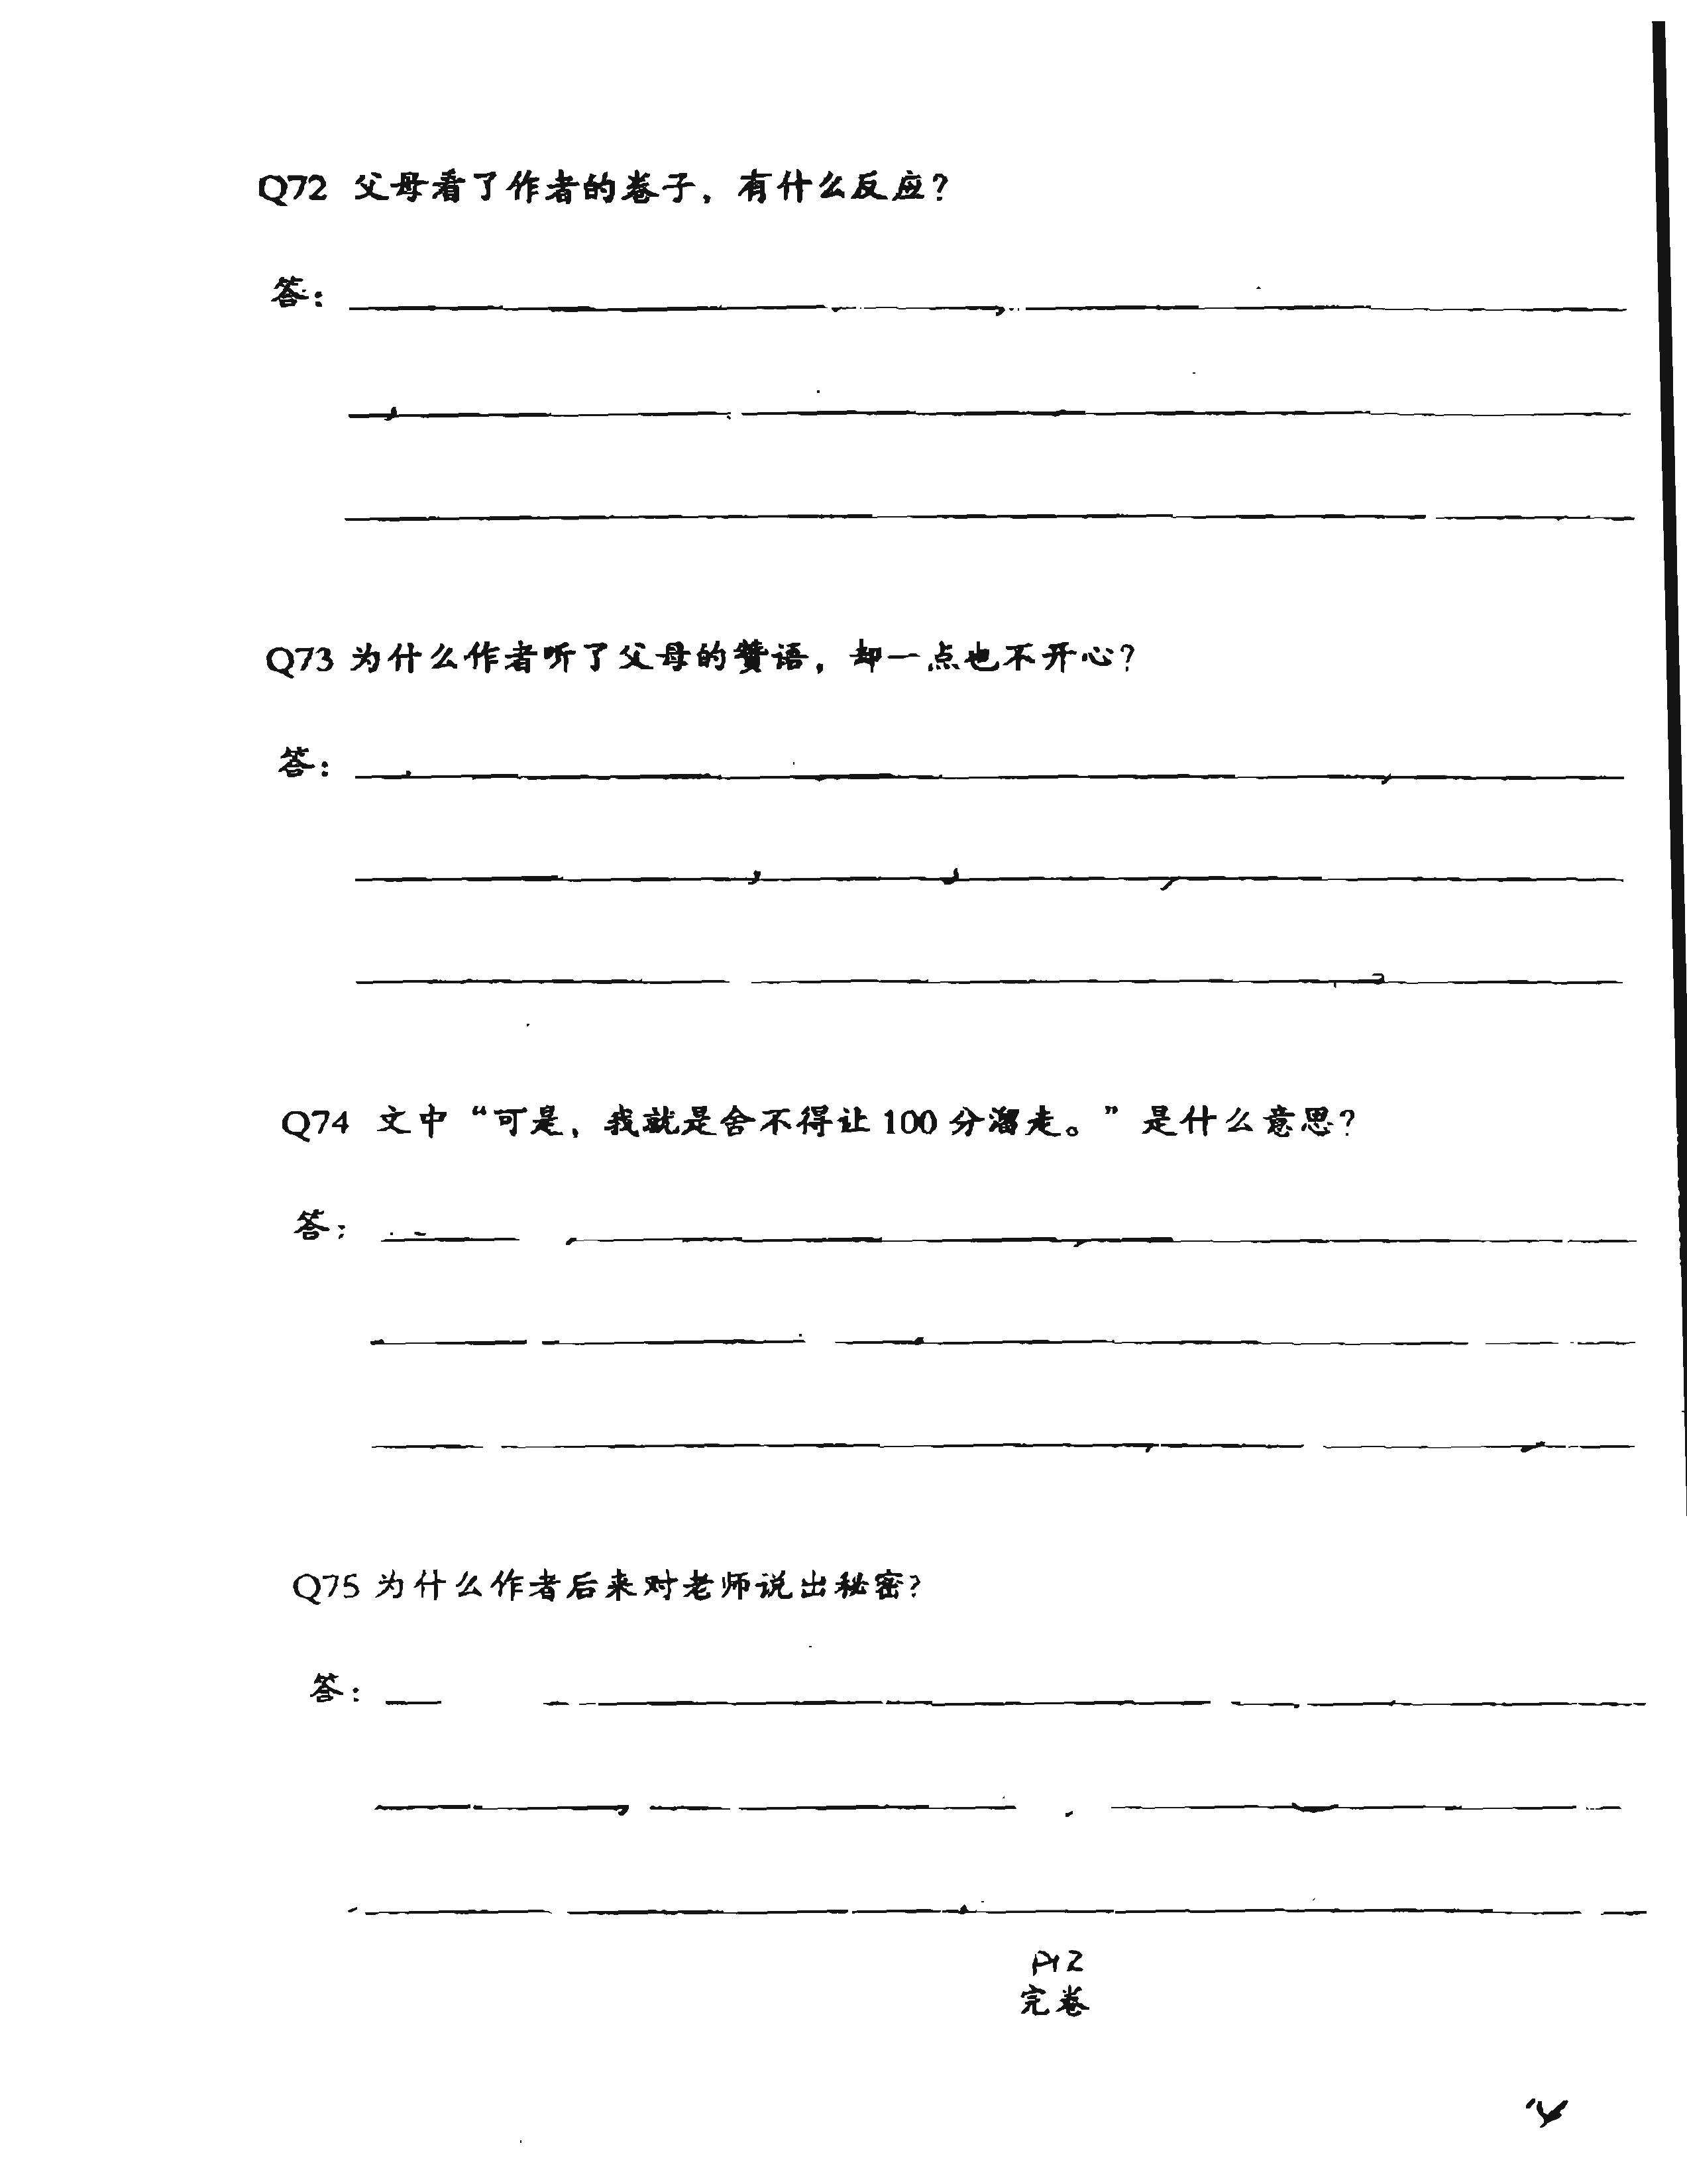 Q72 父母看了作者的卷子，有什么反应？
答：
Q73 为什么作者听了父母的赞语，却一点也不开心？
答：
Q74 文中“可是，我就是舍不得让100分溜走。”是什么意思？
答：
Q75 为什么作者后来对老师说出秘密？
答：
P12
完卷